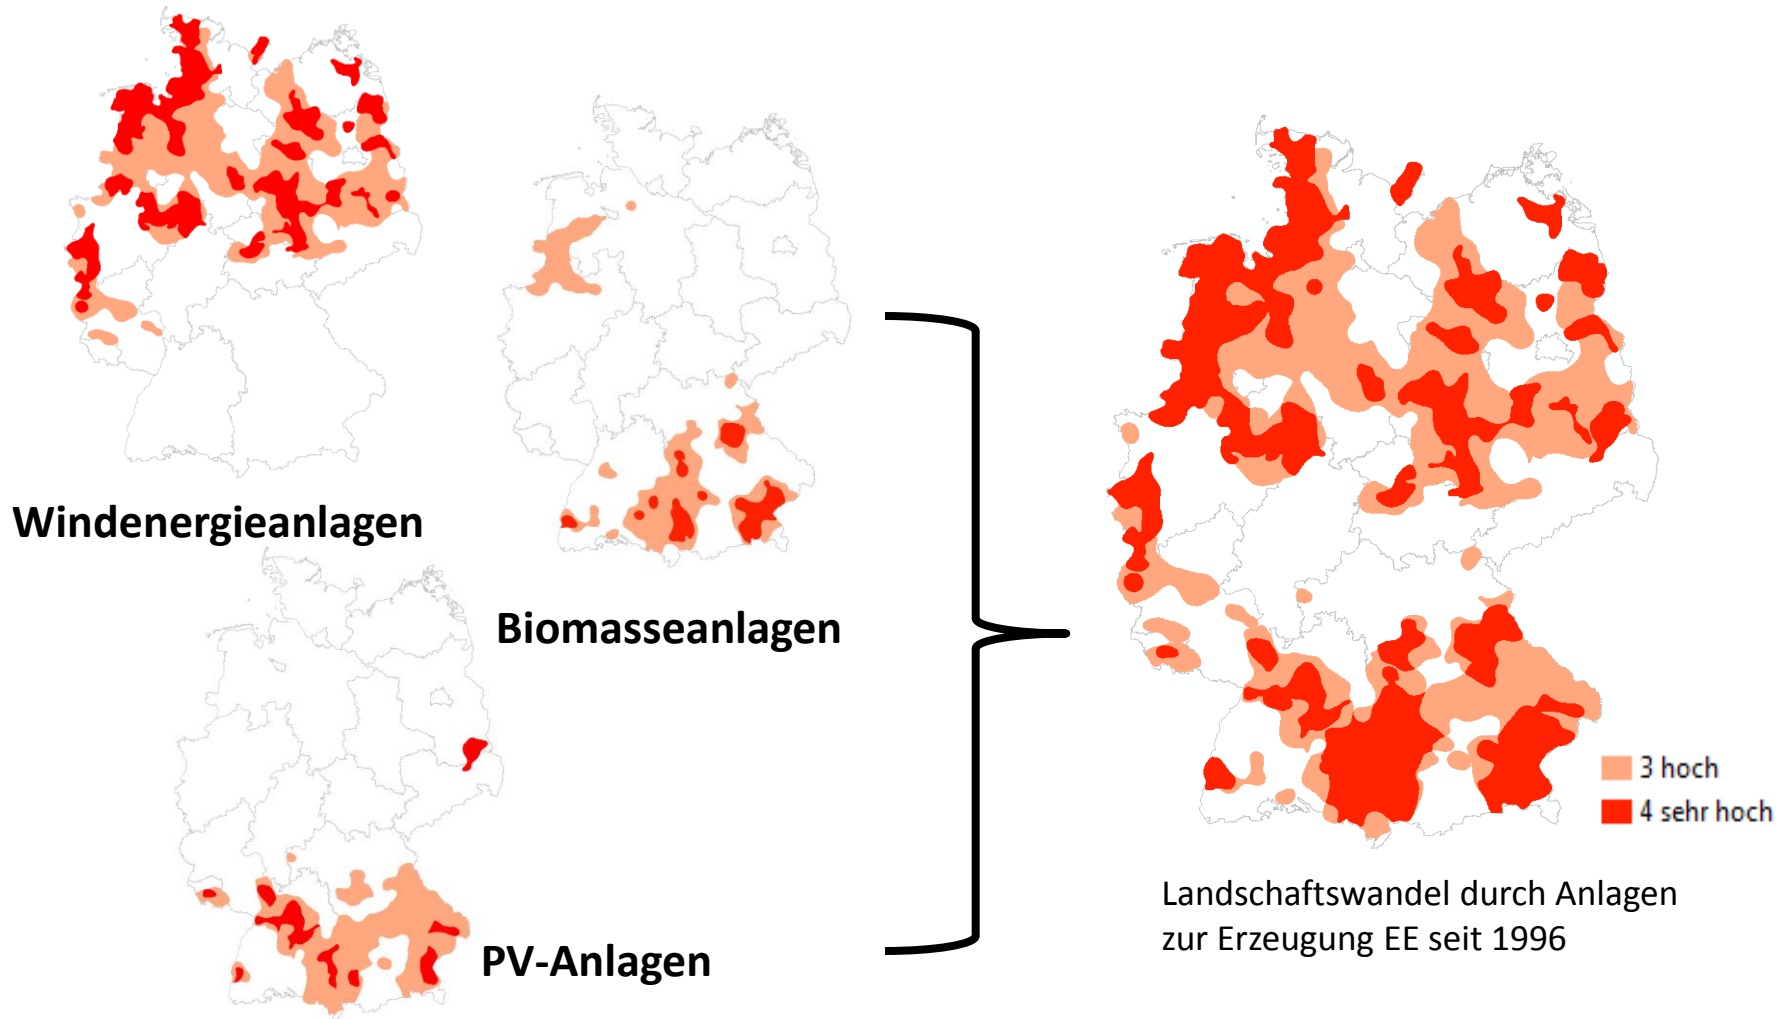 Windenergieanlagen
Biomasseanlagen
PV-Anlagen
3 hoch
4 sehr hoch
Landschaftswandel durch Anlagen
zur Erzeugung EE seit 1996